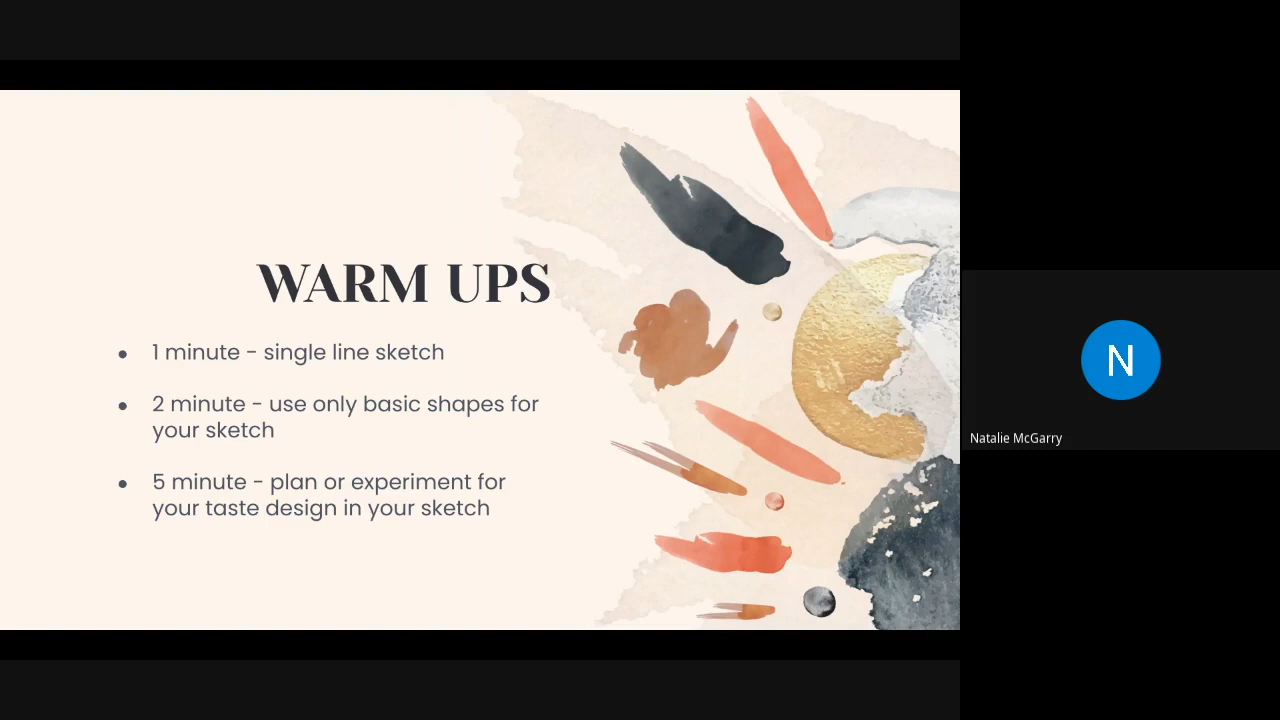 WARM UPS
● 1 minute - single line sketch
● 2 minute - use only basic shapes for
your sketch
● 5 minute - plan or experiment for
your taste design in your sketch
N
Natalie McGarry